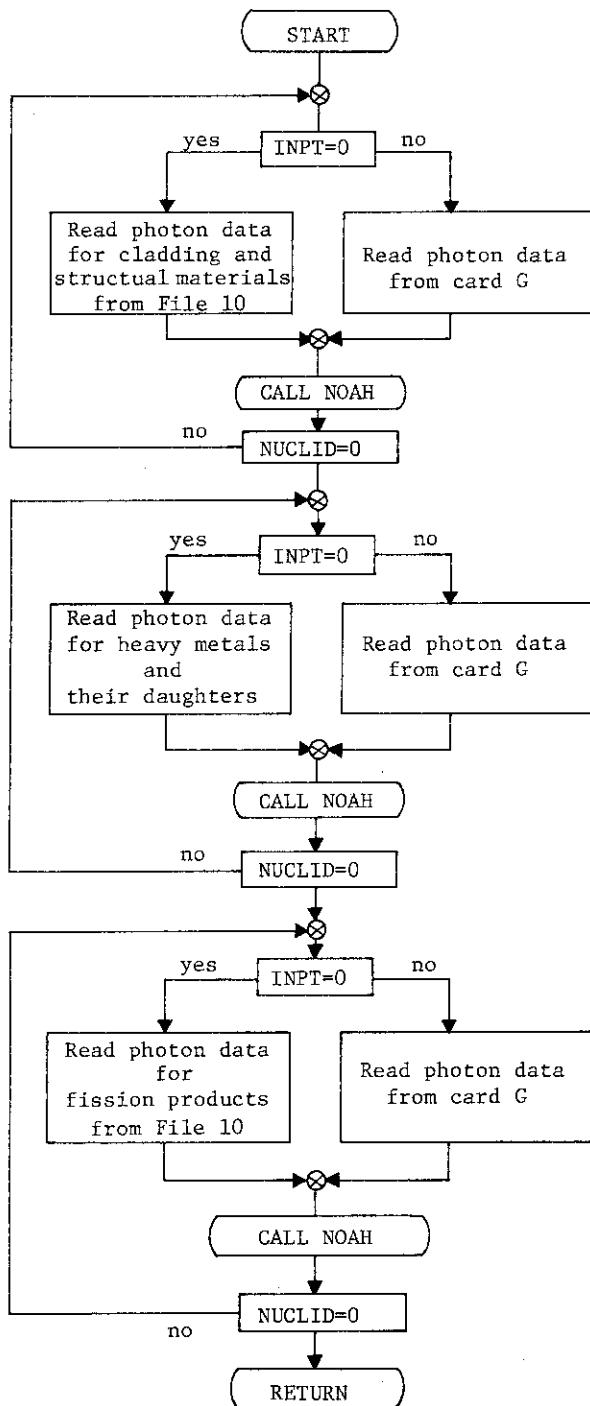 START
yes
INPT=0
no
Read photon data
for cladding and
structual materials
from File 10
Read photon data
from card G
CALL NOAH
no
NUCLID=0
yes
INPT=0
no
Read photon data
for heavy metals
and
their daughters
Read photon data
from card G
CALL NOAH
no
NUCLID=0
yes
INPT=0
no
Read photon data
for
fission products
from File 10
Read photon data
from card G
CALL NOAH
NUCLID=0
no
RETURN